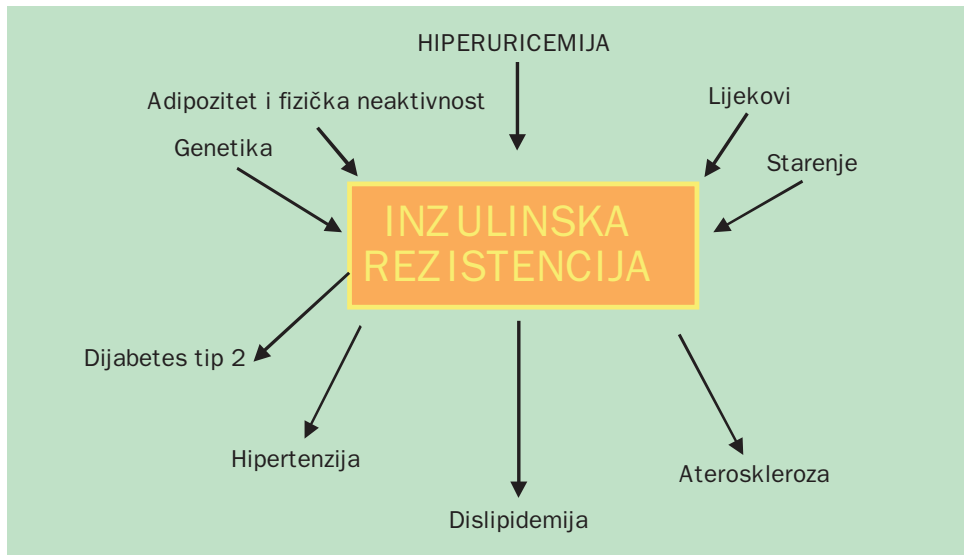 HIPERURICEMIJA
Adipozitet i fizička neaktivnost
Lijekovi
Genetika
Starenje
INZULINSKA
REZISTENCIJA
Dijabetes tip 2
Hipertenzija
Ateroskleroza
Dislipidemija